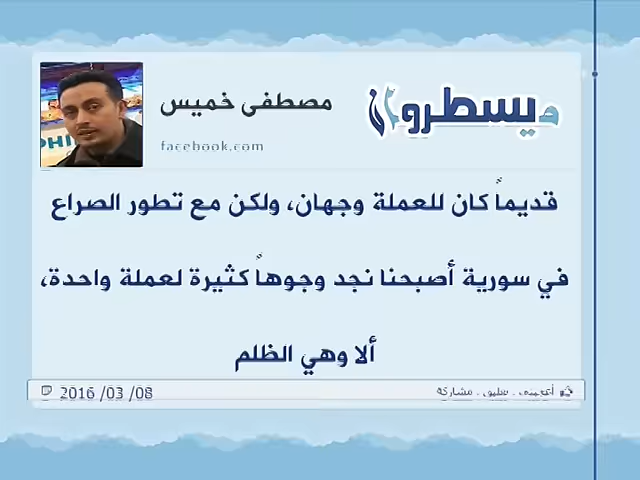 ويسطرون
مصطفى خميس
facebook.com
قديماً كان للعملة وجهان، ولكن مع تطور الصراع
في سورية أصبحنا نجد وجوهاً كثيرة لعملة واحدة،
ألا وهي الظلم
أعجبني . تعليق . مشاركة
2016 /03 /08